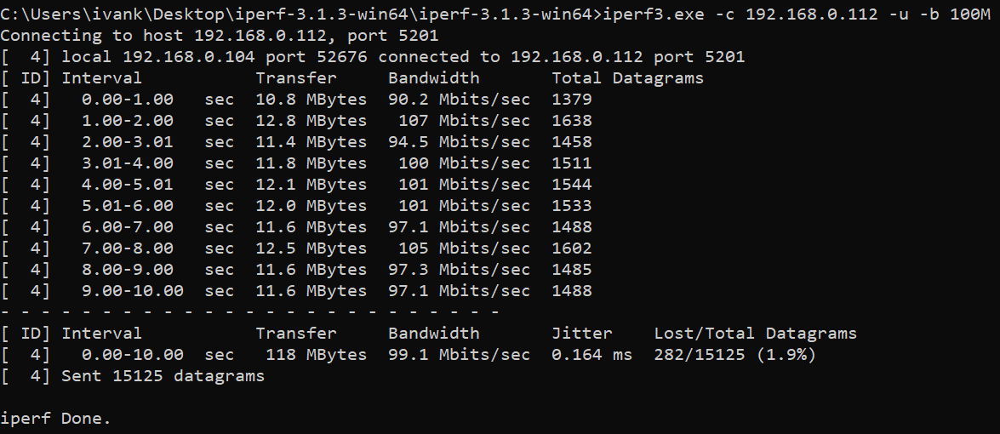 C:\Users\ivank\Desktop\iperf-3.1.3-win64\iperf-3.1.3-win64>iperf3.exe -c 192.168.0.112 -u -b 100M
Connecting to host 192.168.0.112, port 5201
[  4] local 192.168.0.104 port 52676 connected to 192.168.0.112 port 5201
[ ID] Interval           Transfer     Bandwidth       Total Datagrams
[  4]   0.00-1.00   sec  10.8 MBytes  90.2 Mbits/sec  1379
[  4]   1.00-2.00   sec  12.8 MBytes   107 Mbits/sec  1638
[  4]   2.00-3.01   sec  11.4 MBytes  94.5 Mbits/sec  1458
[  4]   3.01-4.00   sec  11.8 MBytes   100 Mbits/sec  1511
[  4]   4.00-5.01   sec  12.1 MBytes   101 Mbits/sec  1544
[  4]   5.01-6.00   sec  12.0 MBytes   101 Mbits/sec  1533
[  4]   6.00-7.00   sec  11.6 MBytes  97.1 Mbits/sec  1488
[  4]   7.00-8.00   sec  12.5 MBytes   105 Mbits/sec  1602
[  4]   8.00-9.00   sec  11.6 MBytes  97.3 Mbits/sec  1485
[  4]   9.00-10.00  sec  11.6 MBytes  97.1 Mbits/sec  1488
- - - - - - - - - - - - - - - - - - - - - - - - -
[ ID] Interval           Transfer     Bandwidth       Jitter    Lost/Total Datagrams
[  4]   0.00-10.00  sec   118 MBytes  99.1 Mbits/sec  0.164 ms  282/15125 (1.9%)
[  4] Sent 15125 datagrams
iperf Done.